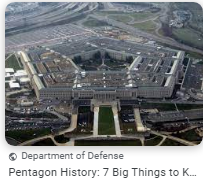 Department of Defense
Pentagon History: 7 Big Things to K...